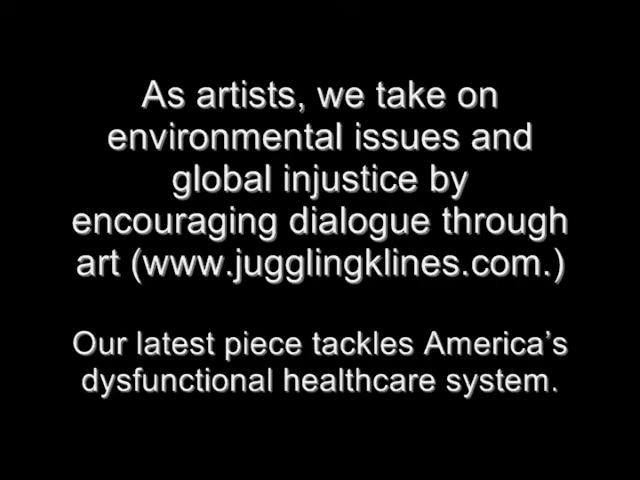 As artists, we take on
environmental issues and
global injustice by
encouraging dialogue through
art (www.jugglingklines.com.)
Our latest piece tackles America's
dysfunctional healthcare system.